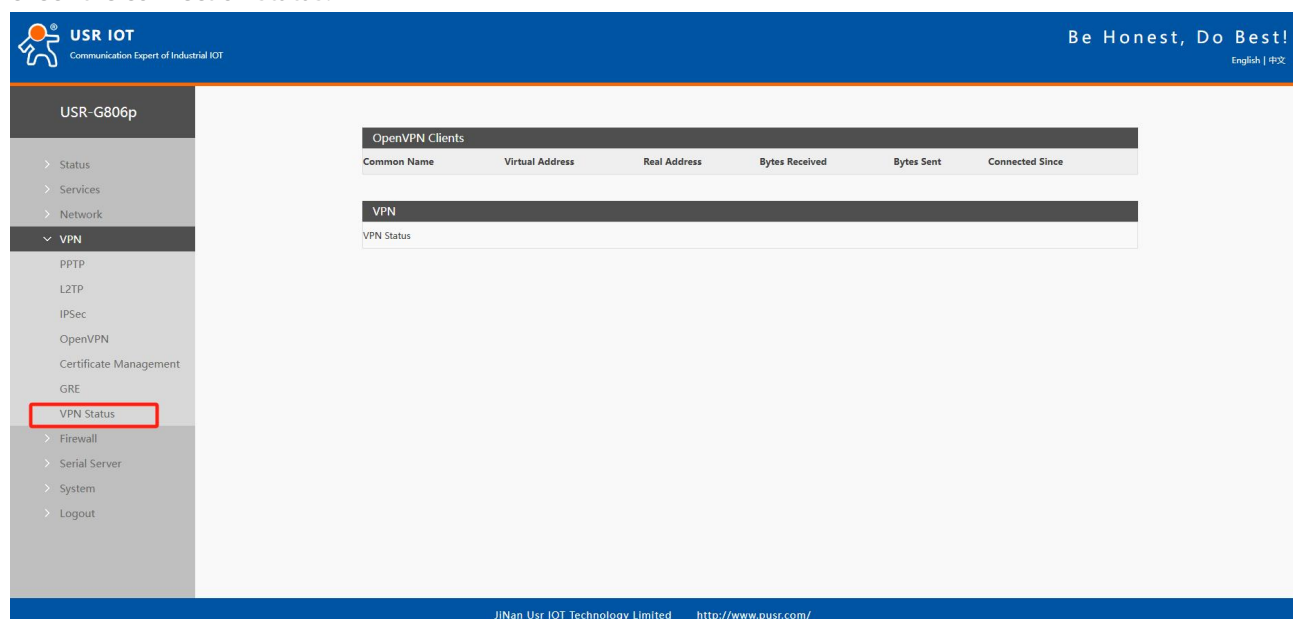 USR IOT
Communication Expert of Industrial IOT
Be Honest, Do Best!
English | 中文
USR-G806p
Status
Services
Network
VPN
PPTP
L2TP
IPSec
OpenVPN
Certificate Management
GRE
VPN Status
Firewall
Serial Server
System
Logout
OpenVPN Clients
Common Name Virtual Address Real Address Bytes Received Bytes Sent Connected Since
VPN
VPN Status
JiNan Usr IOT Technology Limited http://www.pusr.com/